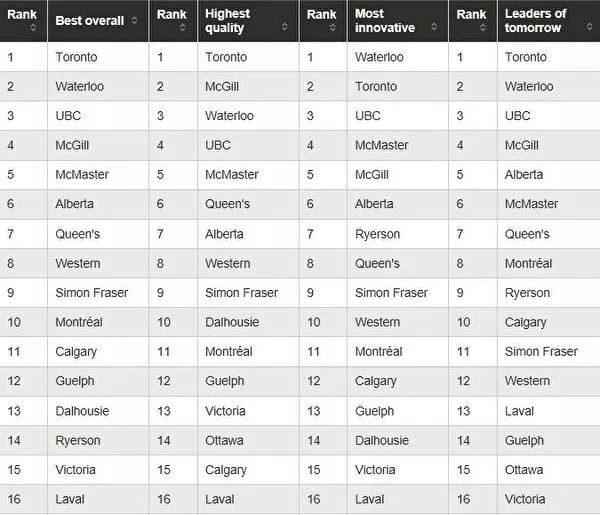 Rank Best overall Rank Highest quality Rank Most innovative Rank Leaders of tomorrow
1 Toronto 1 Toronto 1 Waterloo 1 Toronto
2 Waterloo 2 McGill 2 Toronto 2 Waterloo
3 UBC 3 Waterloo 3 UBC 3 UBC
4 McGill 4 UBC 4 McMaster 4 McGill
5 McMaster 5 McMaster 5 McGill 5 Alberta
6 Alberta 6 Queen's 6 Alberta 6 McMaster
7 Queen's 7 Alberta 7 Ryerson 7 Queen's
8 Western 8 Western 8 Queen's 8 Montréal
9 Simon Fraser 9 Simon Fraser 9 Simon Fraser 9 Ryerson
10 Montréal 10 Dalhousie 10 Western 10 Calgary
11 Calgary 11 Montréal 11 Montréal 11 Simon Fraser
12 Guelph 12 Guelph 12 Calgary 12 Western
13 Dalhousie 13 Victoria 13 Guelph 13 Laval
14 Ryerson 14 Ottawa 14 Dalhousie 14 Guelph
15 Victoria 15 Calgary 15 Victoria 15 Ottawa
16 Laval 16 Laval 16 Laval 16 Victoria